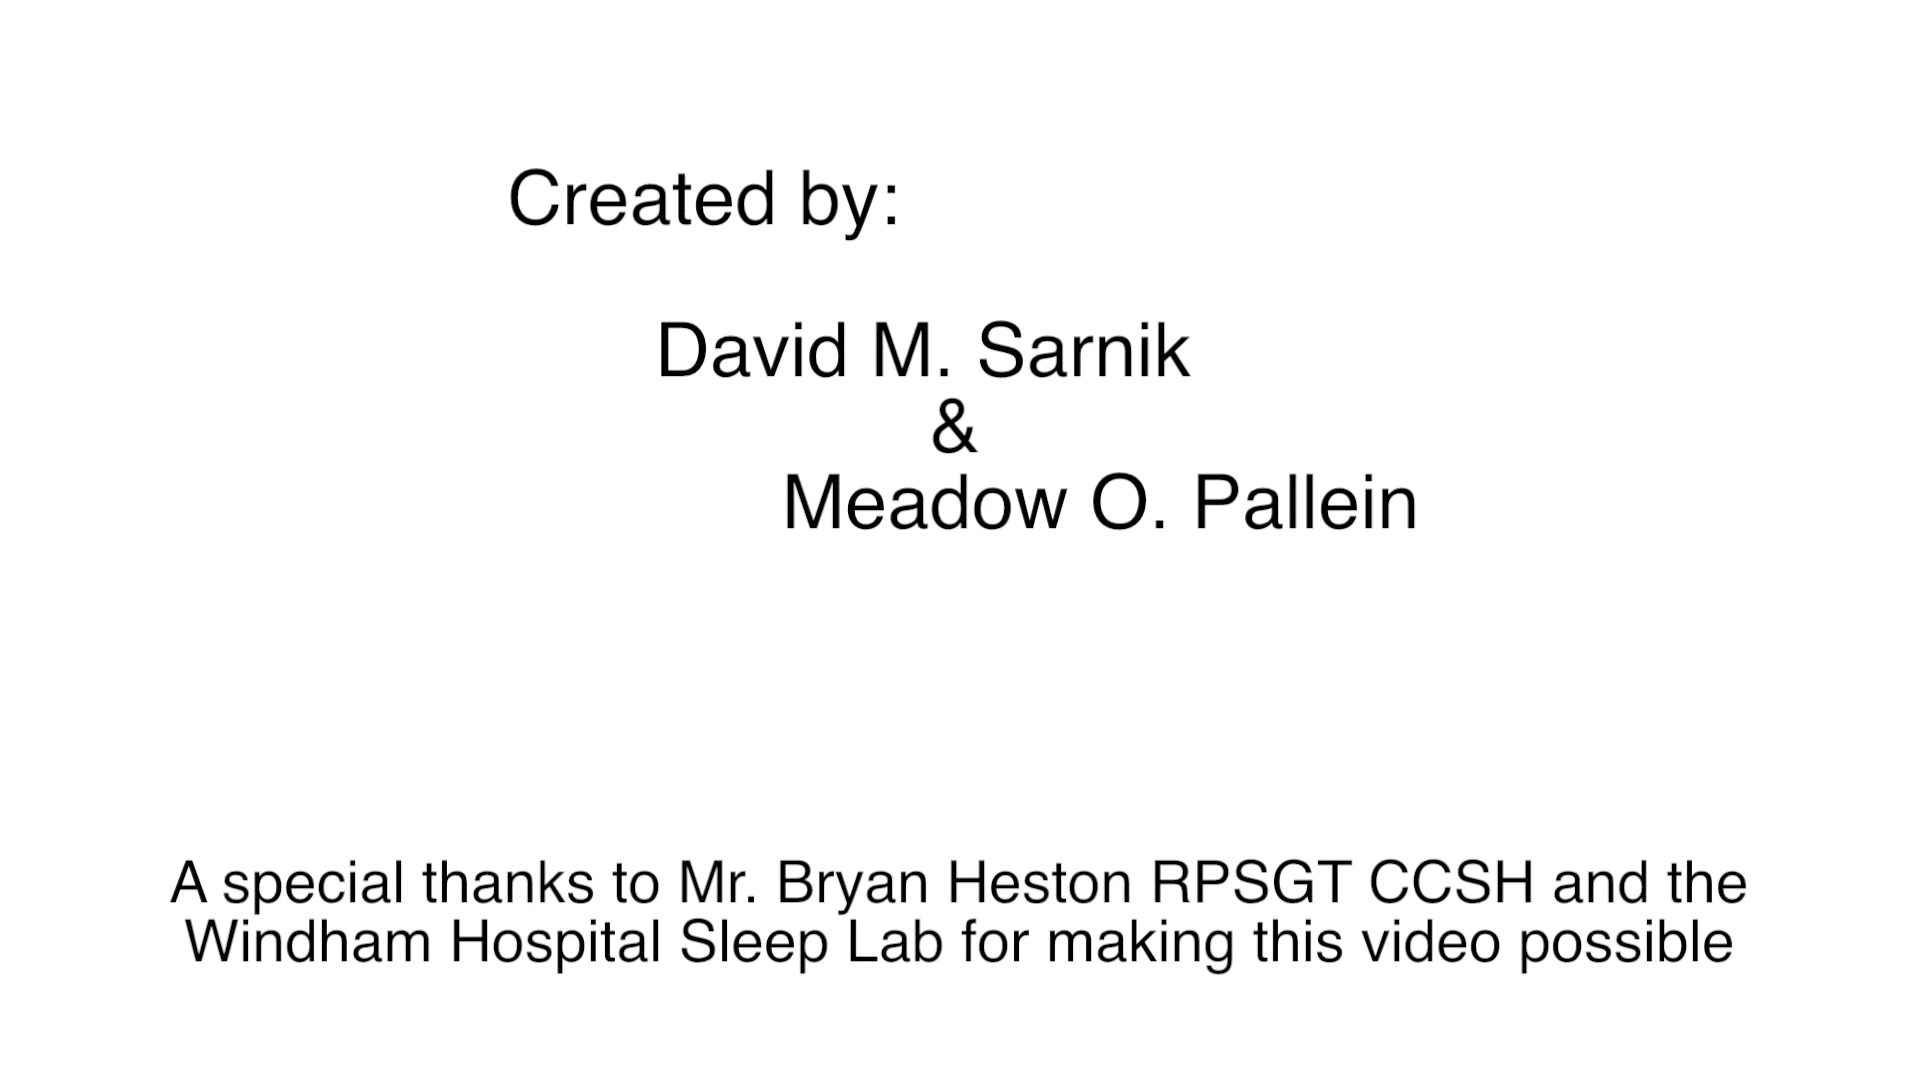 Created by:
David M. Sarnik
&
Meadow O. Pallein
A special thanks to Mr. Bryan Heston RPSGT CCSH and the
Windham Hospital Sleep Lab for making this video possible